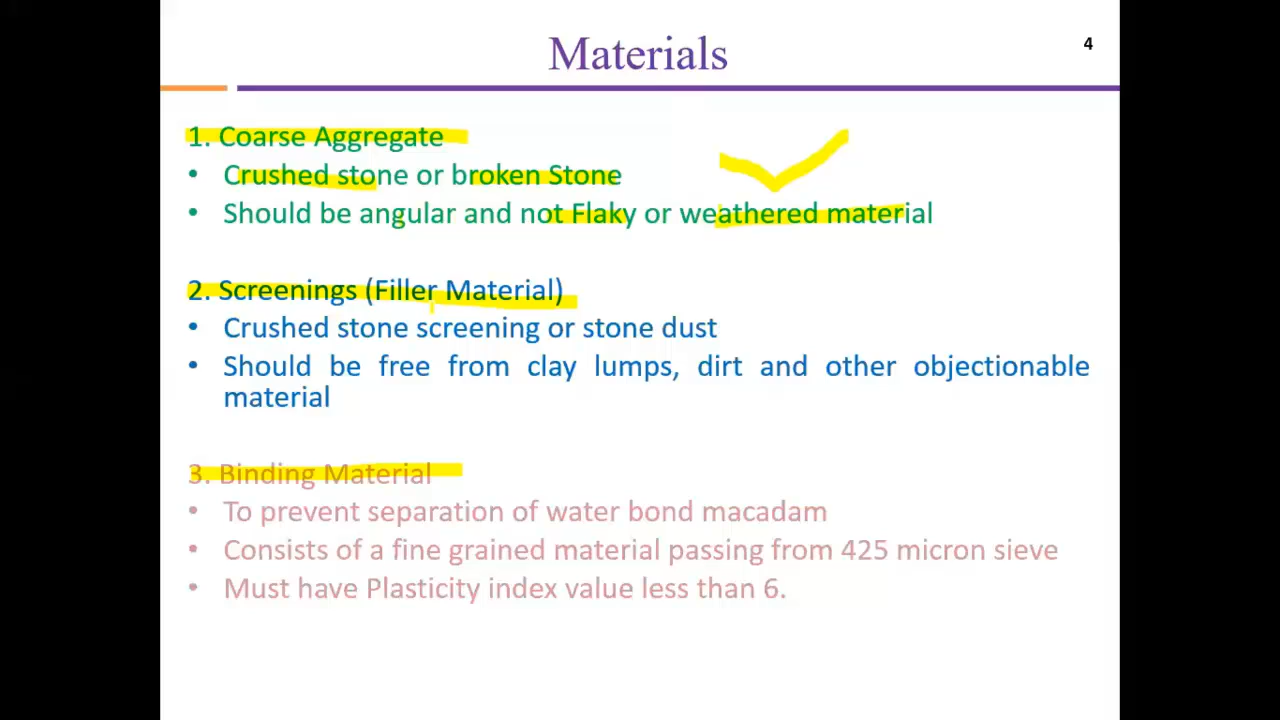 Materials
4
1. Coarse Aggregate
• Crushed stone or broken Stone
• Should be angular and not Flaky or weathered material
2. Screenings (Filler Material)
• Crushed stone screening or stone dust
• Should be free from clay lumps, dirt and other objectionable
material
3. Binding Material
• To prevent separation of water bond macadam
• Consists of a fine grained material passing from 425 micron sieve
• Must have Plasticity index value less than 6.